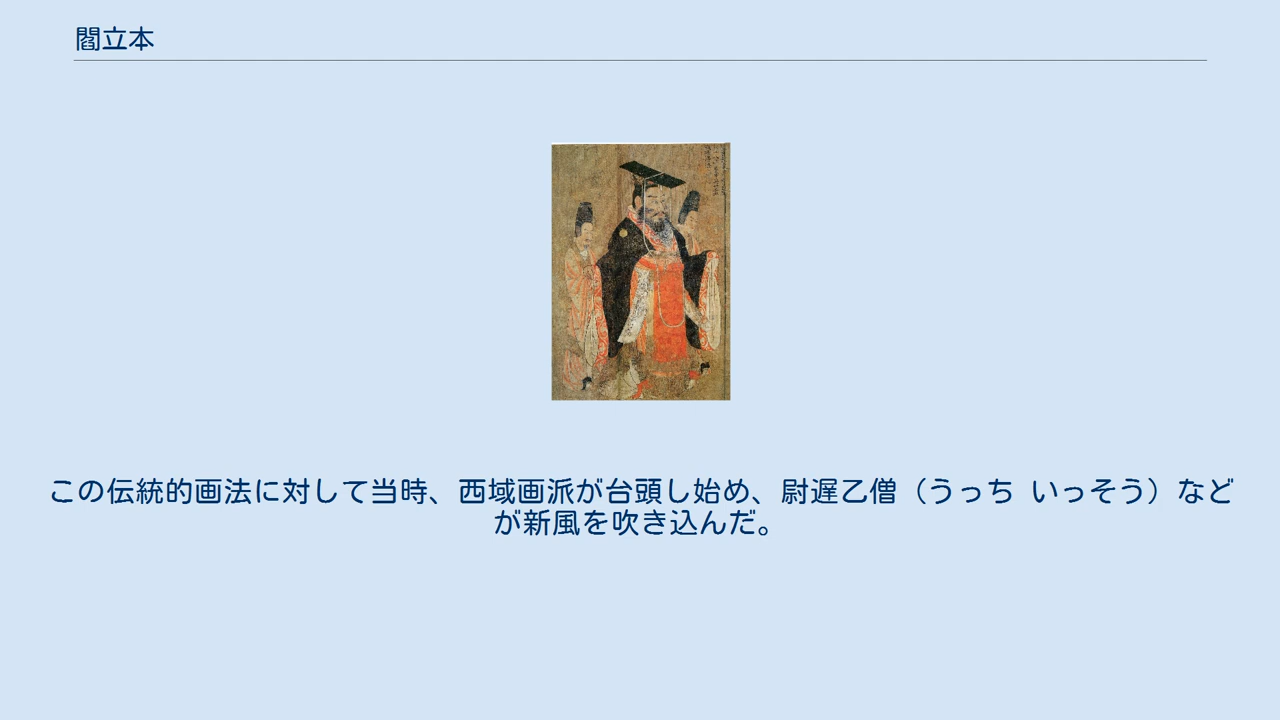 閻立本
この伝統的画法に対して当時、西域画派が台頭し始め、尉遅乙僧（うっち いっそう）など
が新風を吹き込んだ。